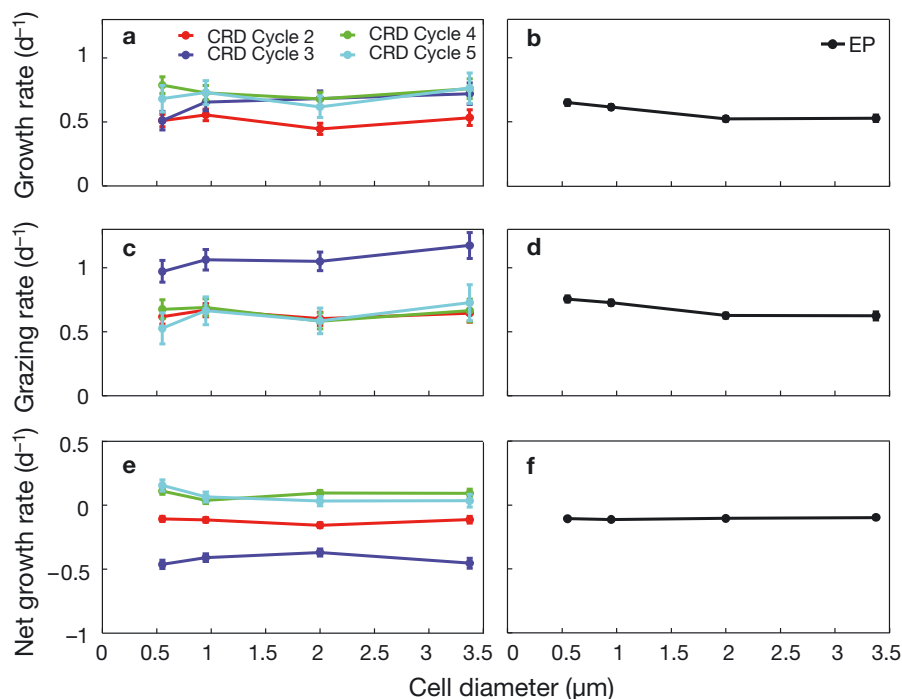 a
CRD Cycle 2
CRD Cycle 4
CRD Cycle 3
CRD Cycle 5
b
EP
Growth rate (d⁻¹)
1
0.5
0
c
d
Grazing rate (d⁻¹)
1
0.5
0
e
f
Net growth rate (d⁻¹)
0.5
0
−0.5
−1
0 0.5 1 1.5 2 2.5 3 3.5
0 0.5 1 1.5 2 2.5 3 3.5
Cell diameter (µm)